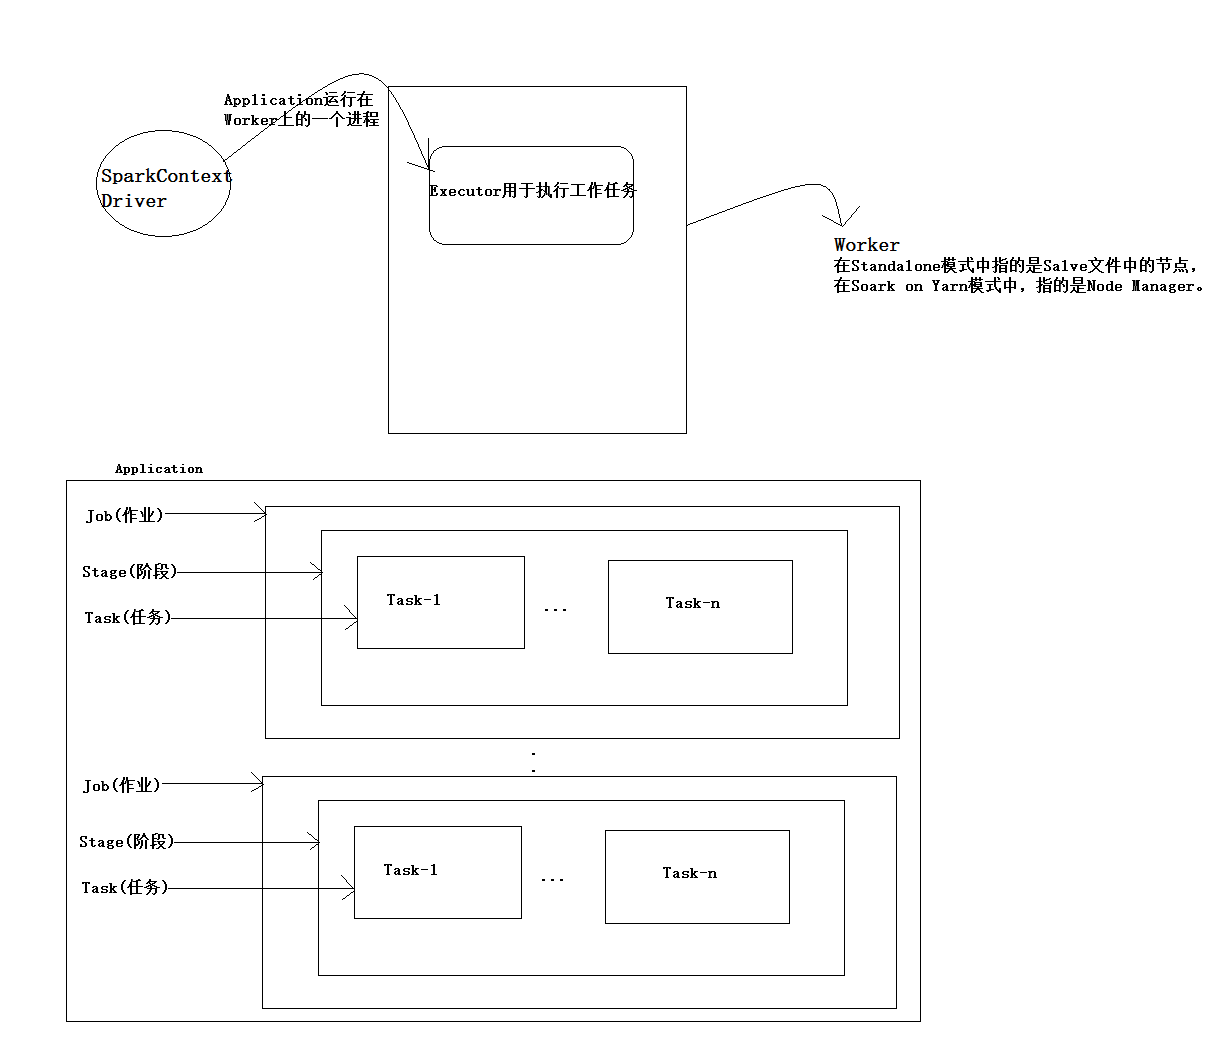 Application运行在
Worker上的一个进程
SparkContext
Driver
Executor用于执行工作任务
Worker
在Standalone模式中指的是Salve文件中的节点，
在Soark on Yarn模式中，指的是Node Manager。
Application
Job(作业)
Stage(阶段)
Task(任务)
Task-1
...
Task-n
Job(作业)
Stage(阶段)
Task(任务)
Task-1
...
Task-n